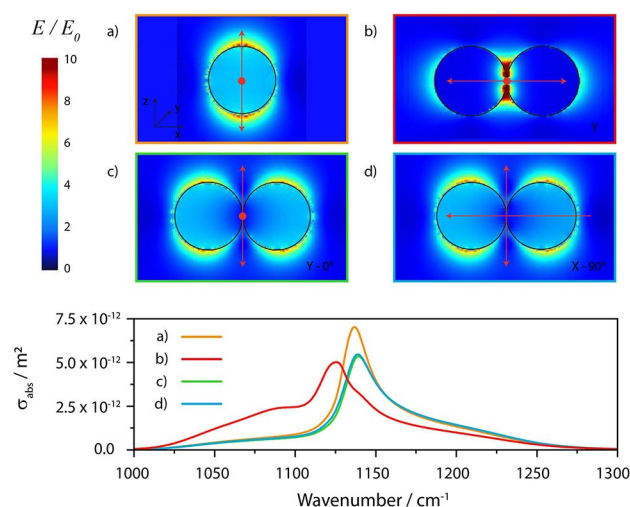 E / E0
10
8
6
4
2
0
a)
z
y
x
b)
Y
c)
Y - 0°
d)
X - 90°
7.5 x 10-12
5.0 x 10-12
2.5 x 10-12
0.0
σabs / m²
a)
b)
c)
d)
1000
1050
1100
1150
1200
1250
1300
Wavenumber / cm-1